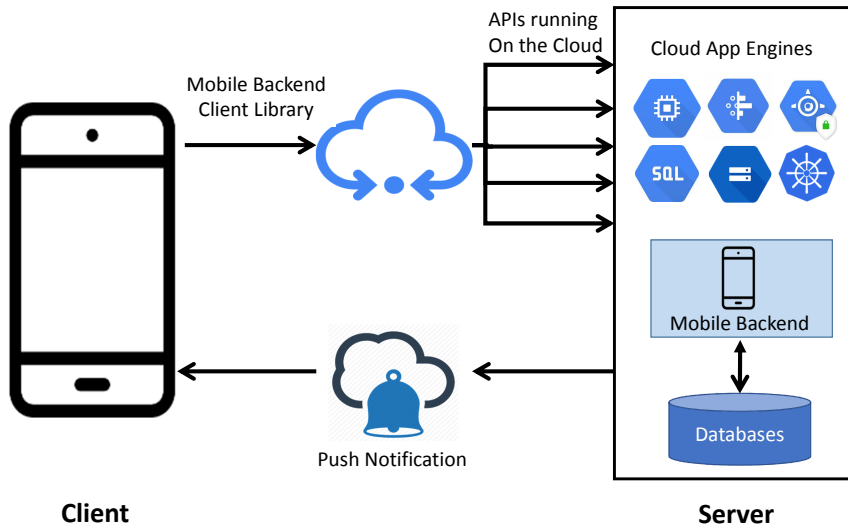 APIs running
On the Cloud
Cloud App Engines
Mobile Backend
Client Library
SQL
Mobile Backend
Databases
Push Notification
Client
Server